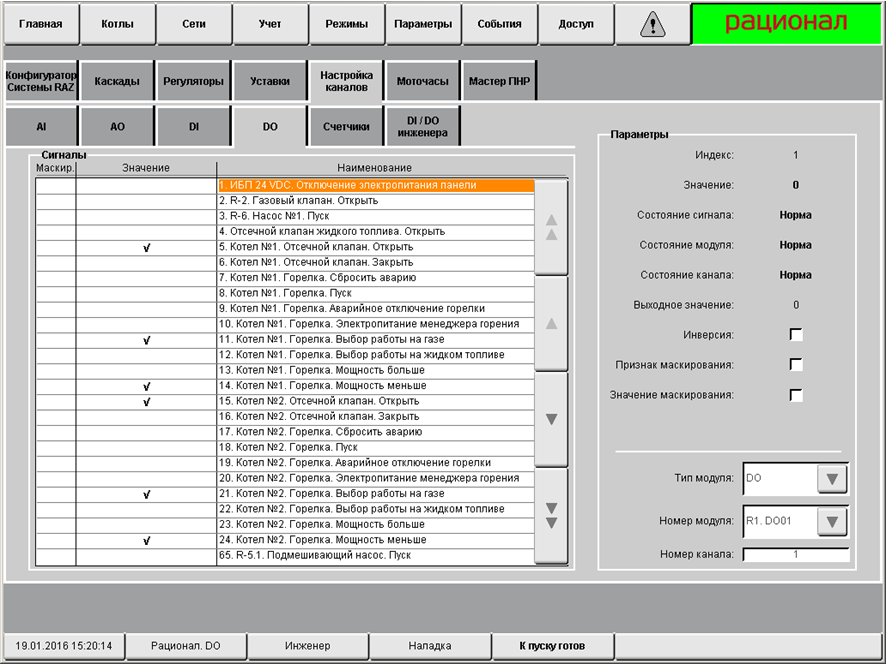 Главная Котлы Сети Учет Режимы Параметры События Доступ рационал
Конфигуратор Системы RAZ Каскады Регуляторы Уставки Настройка каналов Моточасы Мастер ПНР
AI AO DI DO Счетчики DI / DO инженера
Сигналы
Маскир. Значение Наименование
1. ИБП 24 VDC. Отключение электропитания панели
2. R-2. Газовый клапан. Открыть
3. R-6. Насос №1. Пуск
4. Отсечной клапан жидкого топлива. Открыть
√ 5. Котел №1. Отсечной клапан. Открыть
6. Котел №1. Отсечной клапан. Закрыть
7. Котел №1. Горелка. Сбросить аварию
8. Котел №1. Горелка. Пуск
9. Котел №1. Горелка. Аварийное отключение горелки
10. Котел №1. Горелка. Электропитание менеджера горения
√ 11. Котел №1. Горелка. Выбор работы на газе
12. Котел №1. Горелка. Выбор работы на жидком топливе
13. Котел №1. Горелка. Мощность больше
√ 14. Котел №1. Горелка. Мощность меньше
√ 15. Котел №2. Отсечной клапан. Открыть
16. Котел №2. Отсечной клапан. Закрыть
17. Котел №2. Горелка. Сбросить аварию
18. Котел №2. Горелка. Пуск
19. Котел №2. Горелка. Аварийное отключение горелки
20. Котел №2. Горелка. Электропитание менеджера горения
√ 21. Котел №2. Горелка. Выбор работы на газе
22. Котел №2. Горелка. Выбор работы на жидком топливе
23. Котел №2. Горелка. Мощность больше
√ 24. Котел №2. Горелка. Мощность меньше
65. R-5.1. Подмешивающий насос. Пуск
Параметры
Индекс: 1
Значение: 0
Состояние сигнала: Норма
Состояние модуля: Норма
Состояние канала: Норма
Выходное значение: 0
Инверсия:
Признак маскирования:
Значение маскирования:
Тип модуля: DO
Номер модуля: R1. DO01
Номер канала: 1
19.01.2016 15:20:14 Рационал. DO Инженер Наладка К пуску готов